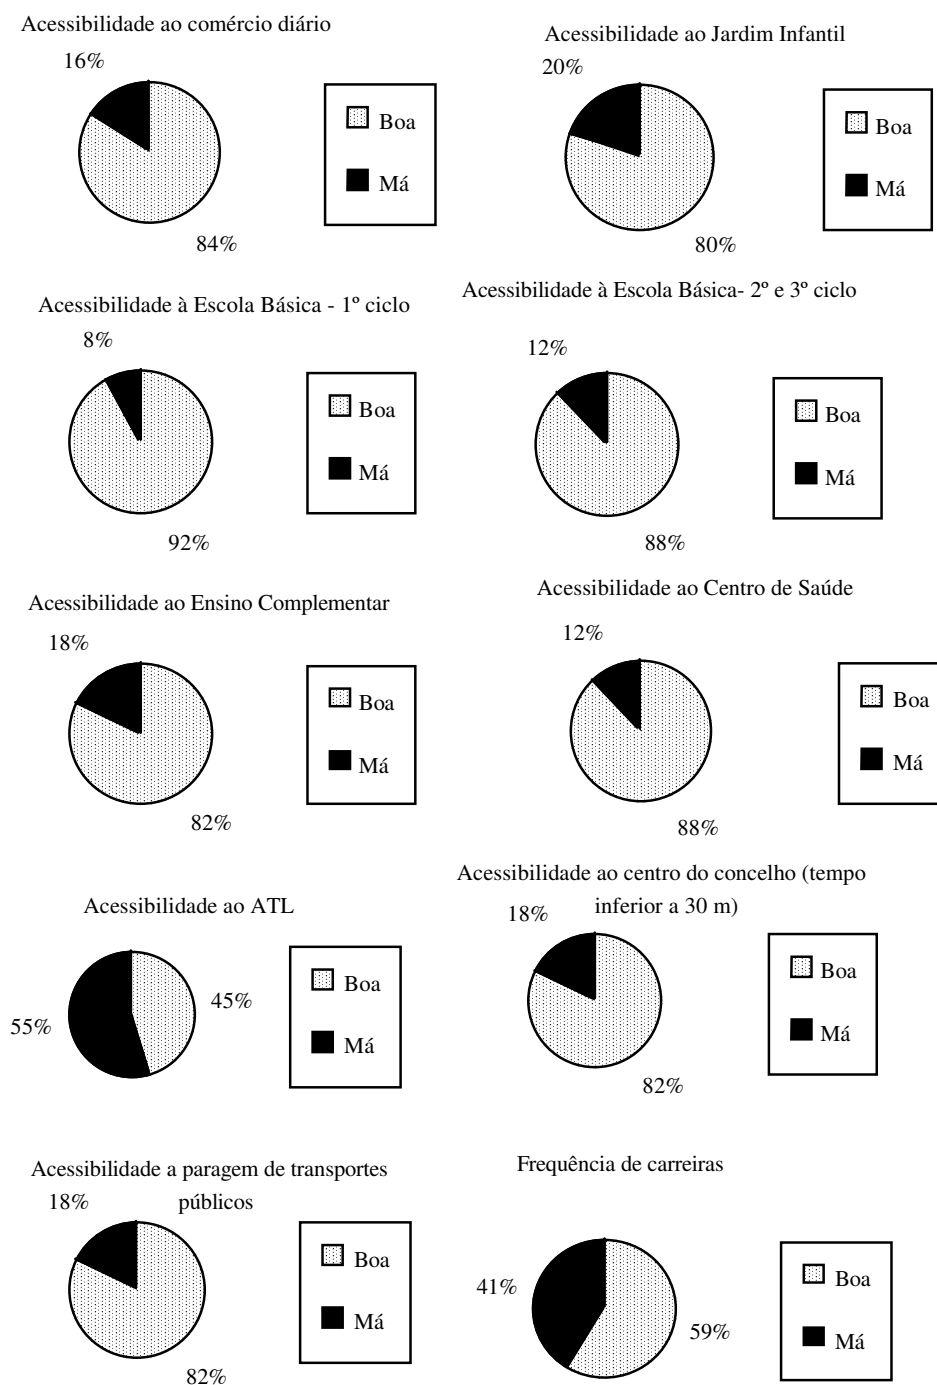 Acessibilidade ao comércio diário
16%
Boa
Má
84%
Acessibilidade ao Jardim Infantil
20%
Boa
Má
80%
Acessibilidade à Escola Básica - 1º ciclo
8%
Boa
Má
92%
Acessibilidade à Escola Básica- 2º e 3º ciclo
12%
Boa
Má
88%
Acessibilidade ao Ensino Complementar
18%
Boa
Má
82%
Acessibilidade ao Centro de Saúde
12%
Boa
Má
88%
Acessibilidade ao ATL
45%
55%
Boa
Má
Acessibilidade ao centro do concelho (tempo
inferior a 30 m)
18%
Boa
Má
82%
Acessibilidade a paragem de transportes
públicos
18%
Boa
Má
82%
Frequência de carreiras
41%
59%
Boa
Má